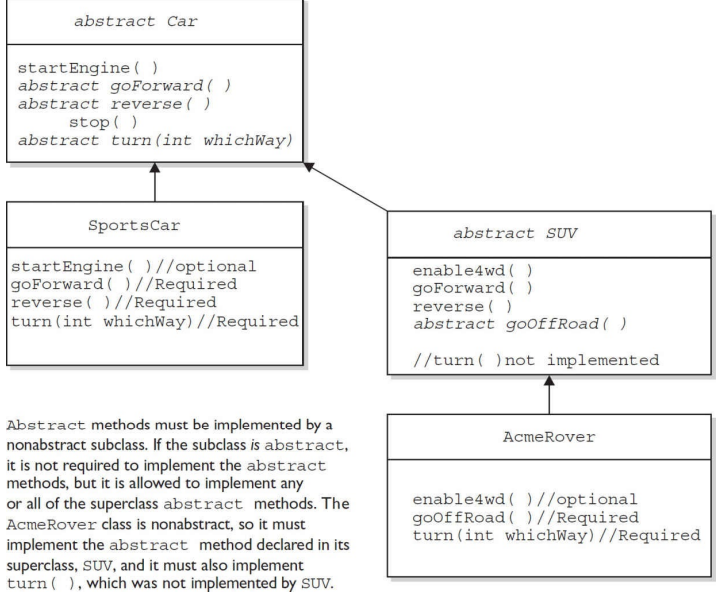 abstract Car
startEngine( )
abstract goForward( )
abstract reverse( )
stop( )
abstract turn(int whichWay)
SportsCar
startEngine( )//optional
goForward( )//Required
reverse( )//Required
turn(int whichWay)//Required
abstract SUV
enable4wd( )
goForward( )
reverse( )
abstract goOffRoad( )
//turn( )not implemented
AcmeRover
enable4wd( )//optional
goOffRoad( )//Required
turn(int whichWay)//Required
Abstract methods must be implemented by a
nonabstract subclass. If the subclass is abstract,
it is not required to implement the abstract
methods, but it is allowed to implement any
or all of the superclass abstract methods. The
AcmeRover class is nonabstract, so it must
implement the abstract method declared in its
superclass, SUV, and it must also implement
turn( ), which was not implemented by SUV.